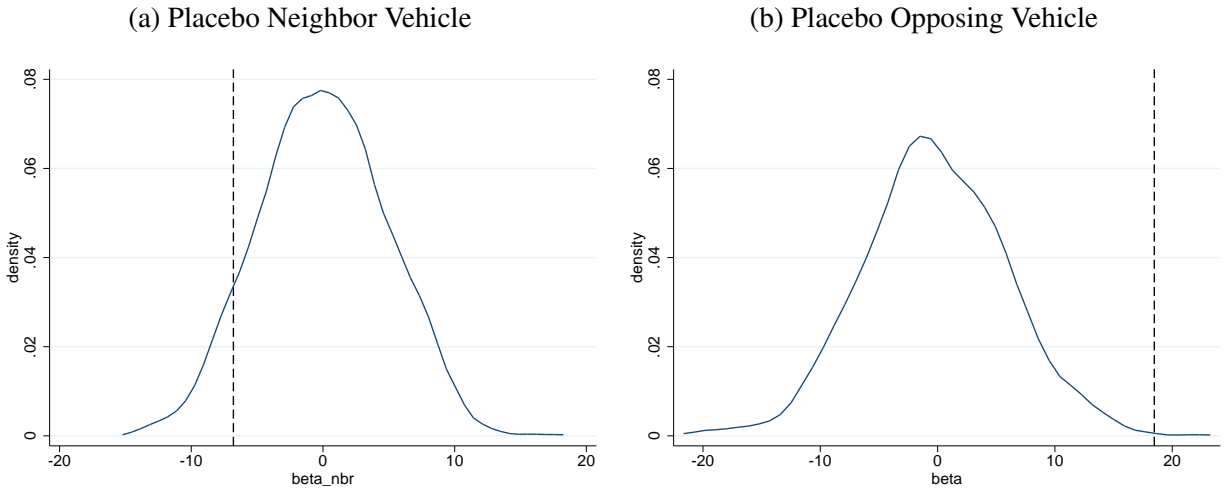 (a) Placebo Neighbor Vehicle
.08
.06
.04
.02
0
density
-20 -10 0 10 20
beta_nbr
(b) Placebo Opposing Vehicle
.08
.06
.04
.02
0
density
-20 -10 0 10 20
beta